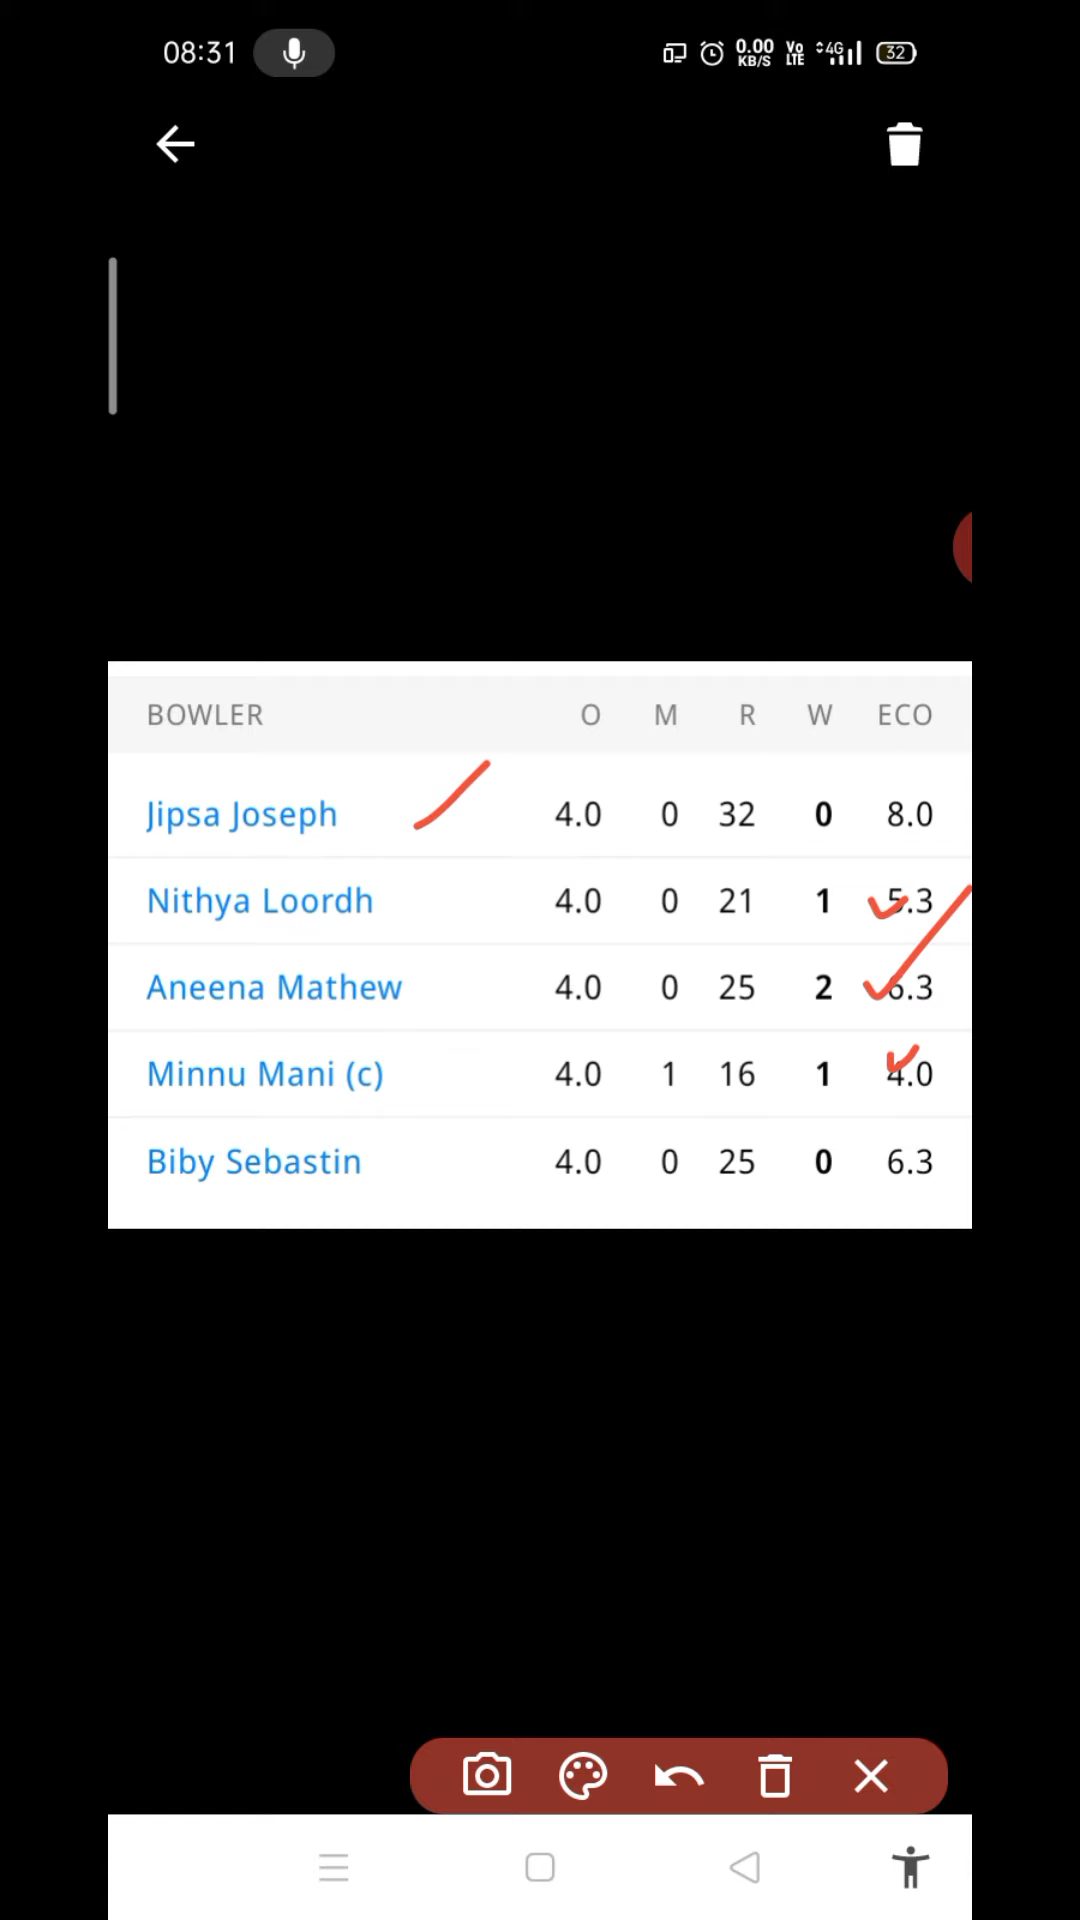 08:31 0.00 KB/S Vo LTE 4G 32
BOWLER O M R W ECO
Jipsa Joseph 4.0 0 32 0 8.0
Nithya Loordh 4.0 0 21 1 5.3
Aneena Mathew 4.0 0 25 2 6.3
Minnu Mani (c) 4.0 1 16 1 4.0
Biby Sebastin 4.0 0 25 0 6.3